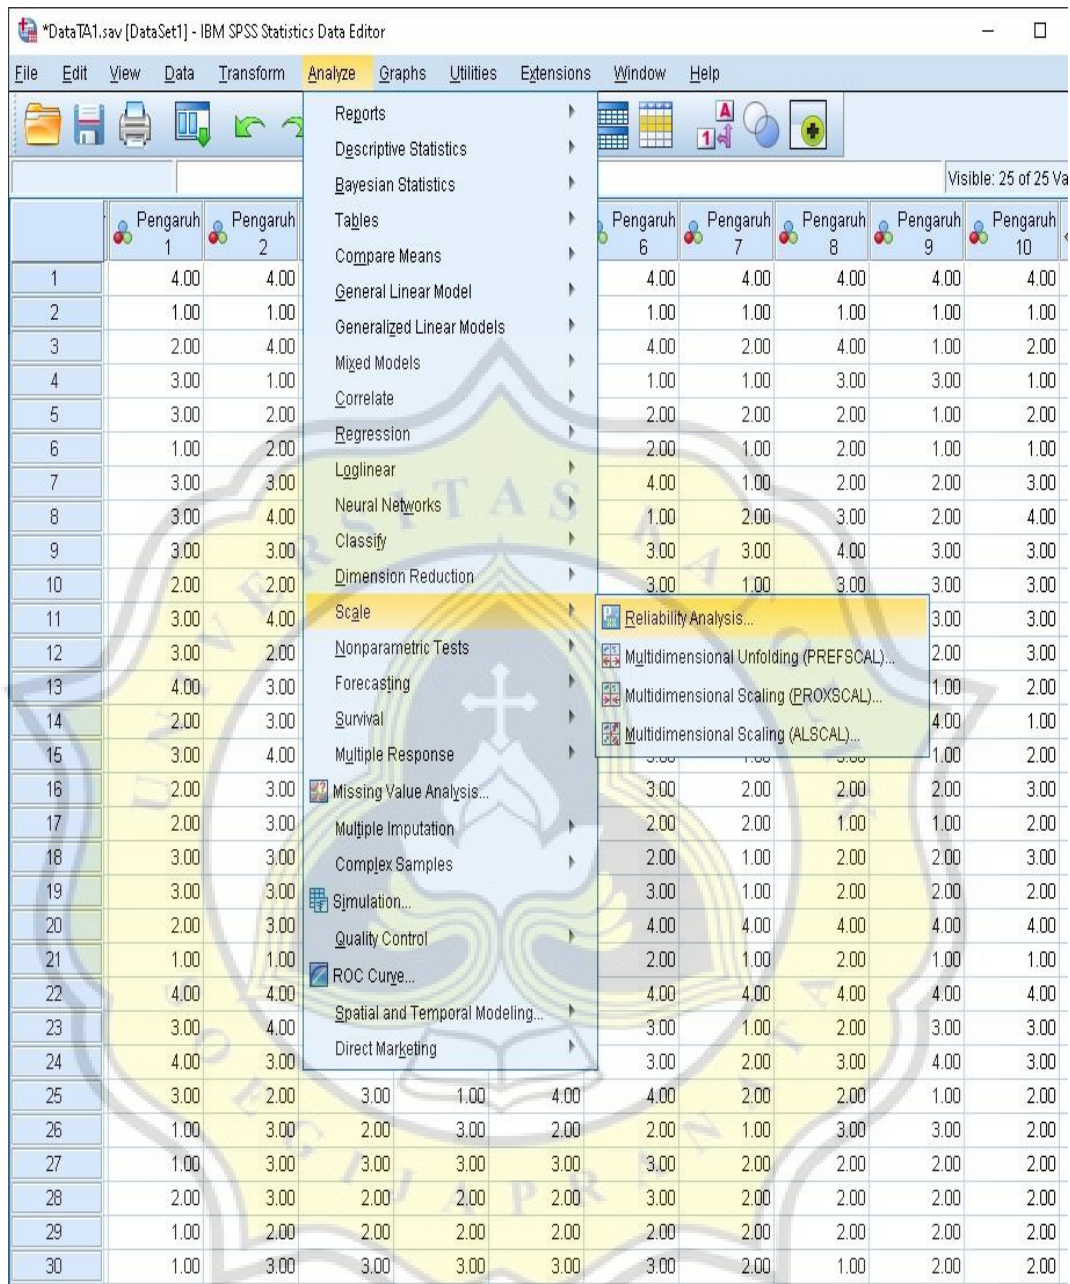 *DataTA1.sav [DataSet1] - IBM SPSS Statistics Data Editor
File Edit View Data Transform Analyze Graphs Utilities Extensions Window Help
Visible: 25 of 25 Va
Pengaruh 1 Pengaruh 2 Pengaruh 6 Pengaruh 7 Pengaruh 8 Pengaruh 9 Pengaruh 10
1 4.00 4.00 4.00 4.00 4.00 4.00 4.00
2 1.00 1.00 1.00 1.00 1.00 1.00 1.00
3 2.00 4.00 4.00 2.00 4.00 1.00 2.00
4 3.00 1.00 1.00 1.00 3.00 3.00 1.00
5 3.00 2.00 2.00 2.00 2.00 1.00 2.00
6 1.00 2.00 2.00 1.00 2.00 1.00 1.00
7 3.00 3.00 4.00 1.00 2.00 2.00 3.00
8 3.00 4.00 1.00 2.00 3.00 2.00 4.00
9 3.00 3.00 3.00 3.00 4.00 3.00 3.00
10 2.00 2.00 3.00 1.00 3.00 3.00 3.00
11 3.00 4.00 3.00 3.00
12 3.00 2.00 2.00 3.00
13 4.00 3.00 1.00 2.00
14 2.00 3.00 4.00 1.00
15 3.00 4.00 1.00 2.00
16 2.00 3.00 3.00 2.00 2.00 2.00 3.00
17 2.00 3.00 2.00 2.00 1.00 1.00 2.00
18 3.00 3.00 2.00 1.00 2.00 2.00 3.00
19 3.00 3.00 3.00 1.00 2.00 2.00 2.00
20 2.00 3.00 4.00 4.00 4.00 4.00 4.00
21 1.00 1.00 2.00 1.00 2.00 1.00 1.00
22 4.00 4.00 4.00 4.00 4.00 4.00 4.00
23 3.00 4.00 3.00 1.00 2.00 3.00 3.00
24 4.00 3.00 3.00 2.00 3.00 4.00 3.00
25 3.00 2.00 3.00 1.00 4.00 4.00 2.00 2.00 1.00 2.00
26 1.00 3.00 2.00 3.00 2.00 2.00 1.00 3.00 3.00 2.00
27 1.00 3.00 3.00 3.00 3.00 3.00 2.00 2.00 2.00 2.00
28 2.00 3.00 2.00 2.00 2.00 3.00 2.00 2.00 2.00 2.00
29 1.00 2.00 2.00 2.00 2.00 2.00 2.00 2.00 2.00 2.00
30 1.00 3.00 3.00 3.00 3.00 3.00 2.00 1.00 2.00 2.00
Reports
Descriptive Statistics
Bayesian Statistics
Tables
Compare Means
General Linear Model
Generalized Linear Models
Mixed Models
Correlate
Regression
Loglinear
Neural Networks
Classify
Dimension Reduction
Scale
Nonparametric Tests
Forecasting
Survival
Multiple Response
Missing Value Analysis...
Multiple Imputation
Complex Samples
Simulation...
Quality Control
ROC Curve...
Spatial and Temporal Modeling...
Direct Marketing
Reliability Analysis...
Multidimensional Unfolding (PREFSCAL)...
Multidimensional Scaling (PROXSCAL)...
Multidimensional Scaling (ALSCAL)...
UNIVERSITAS KATOLIK
SOEGIJAPRANATA